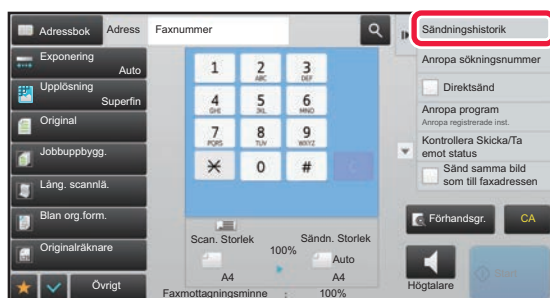 Adressbok
Adress
Faxnummer
Exponering
Auto
Upplösning
Superfin
Original
Jobbuppbygg.
Lång. scannlä.
Blan org.form.
Originalräknare
Övrigt
1
2
ABC
3
DEF
4
GHI
5
JKL
6
MNO
7
PQRS
8
TUV
9
WXYZ
0
#
Scan. Storlek
100%
Sändn. Storlek
Auto
A4
A4
Faxmottagningsminne : 100%
Sändningshistorik
Anropa sökningsnummer
Direktsänd
Anropa program
Anropa registrerade inst.
Kontrollera Skicka/Ta
emot status
Sänd samma bild
som till faxadressen
Förhandsgr.
CA
Högtalare
Start